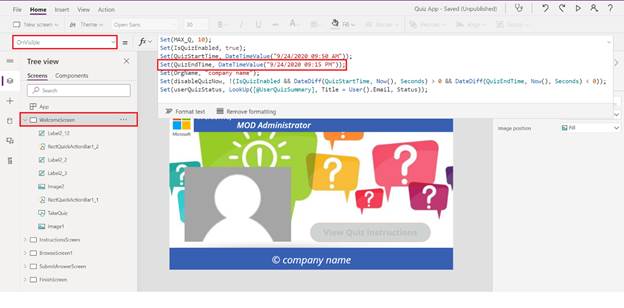 Home
Insert
View
Action
Quiz App - Saved (Unpublished)
New screen
Theme
Open Sans
30
Fill
OnVisible
fx
Set(MAX_Q, 10);
Set(IsQuizEnabled, true);
Set(QuizStartTime, DateTimeValue("9/24/2020 09:50 AM"));
Set(QuizEndTime, DateTimeValue("9/24/2020 09:15 PM"));
Set(OrgName, "company name");
Set(disableQuizNow, !(IsQuizEnabled && DateDiff(QuizStartTime, Now(), Seconds) > 0 && DateDiff(QuizEndTime, Now(), Seconds) < 0));
Set(userQuizStatus, LookUp([@UserQuizSummary], Title = User().Email, Status));
Format text
Remove formatting
Tree view
Screens
Components
App
WelcomeScreen
Label2_12
RectQuickActionBar1_2
Label2_2
Label2_3
Image2
RectQuickActionBar1_1
TakeQuiz
Image1
InstructionsScreen
BrowseScreen1
SubmitAnswerScreen
FinishScreen
Microsoft
MOD Administrator
View Quiz Instructions
© company name
Image position
Fill